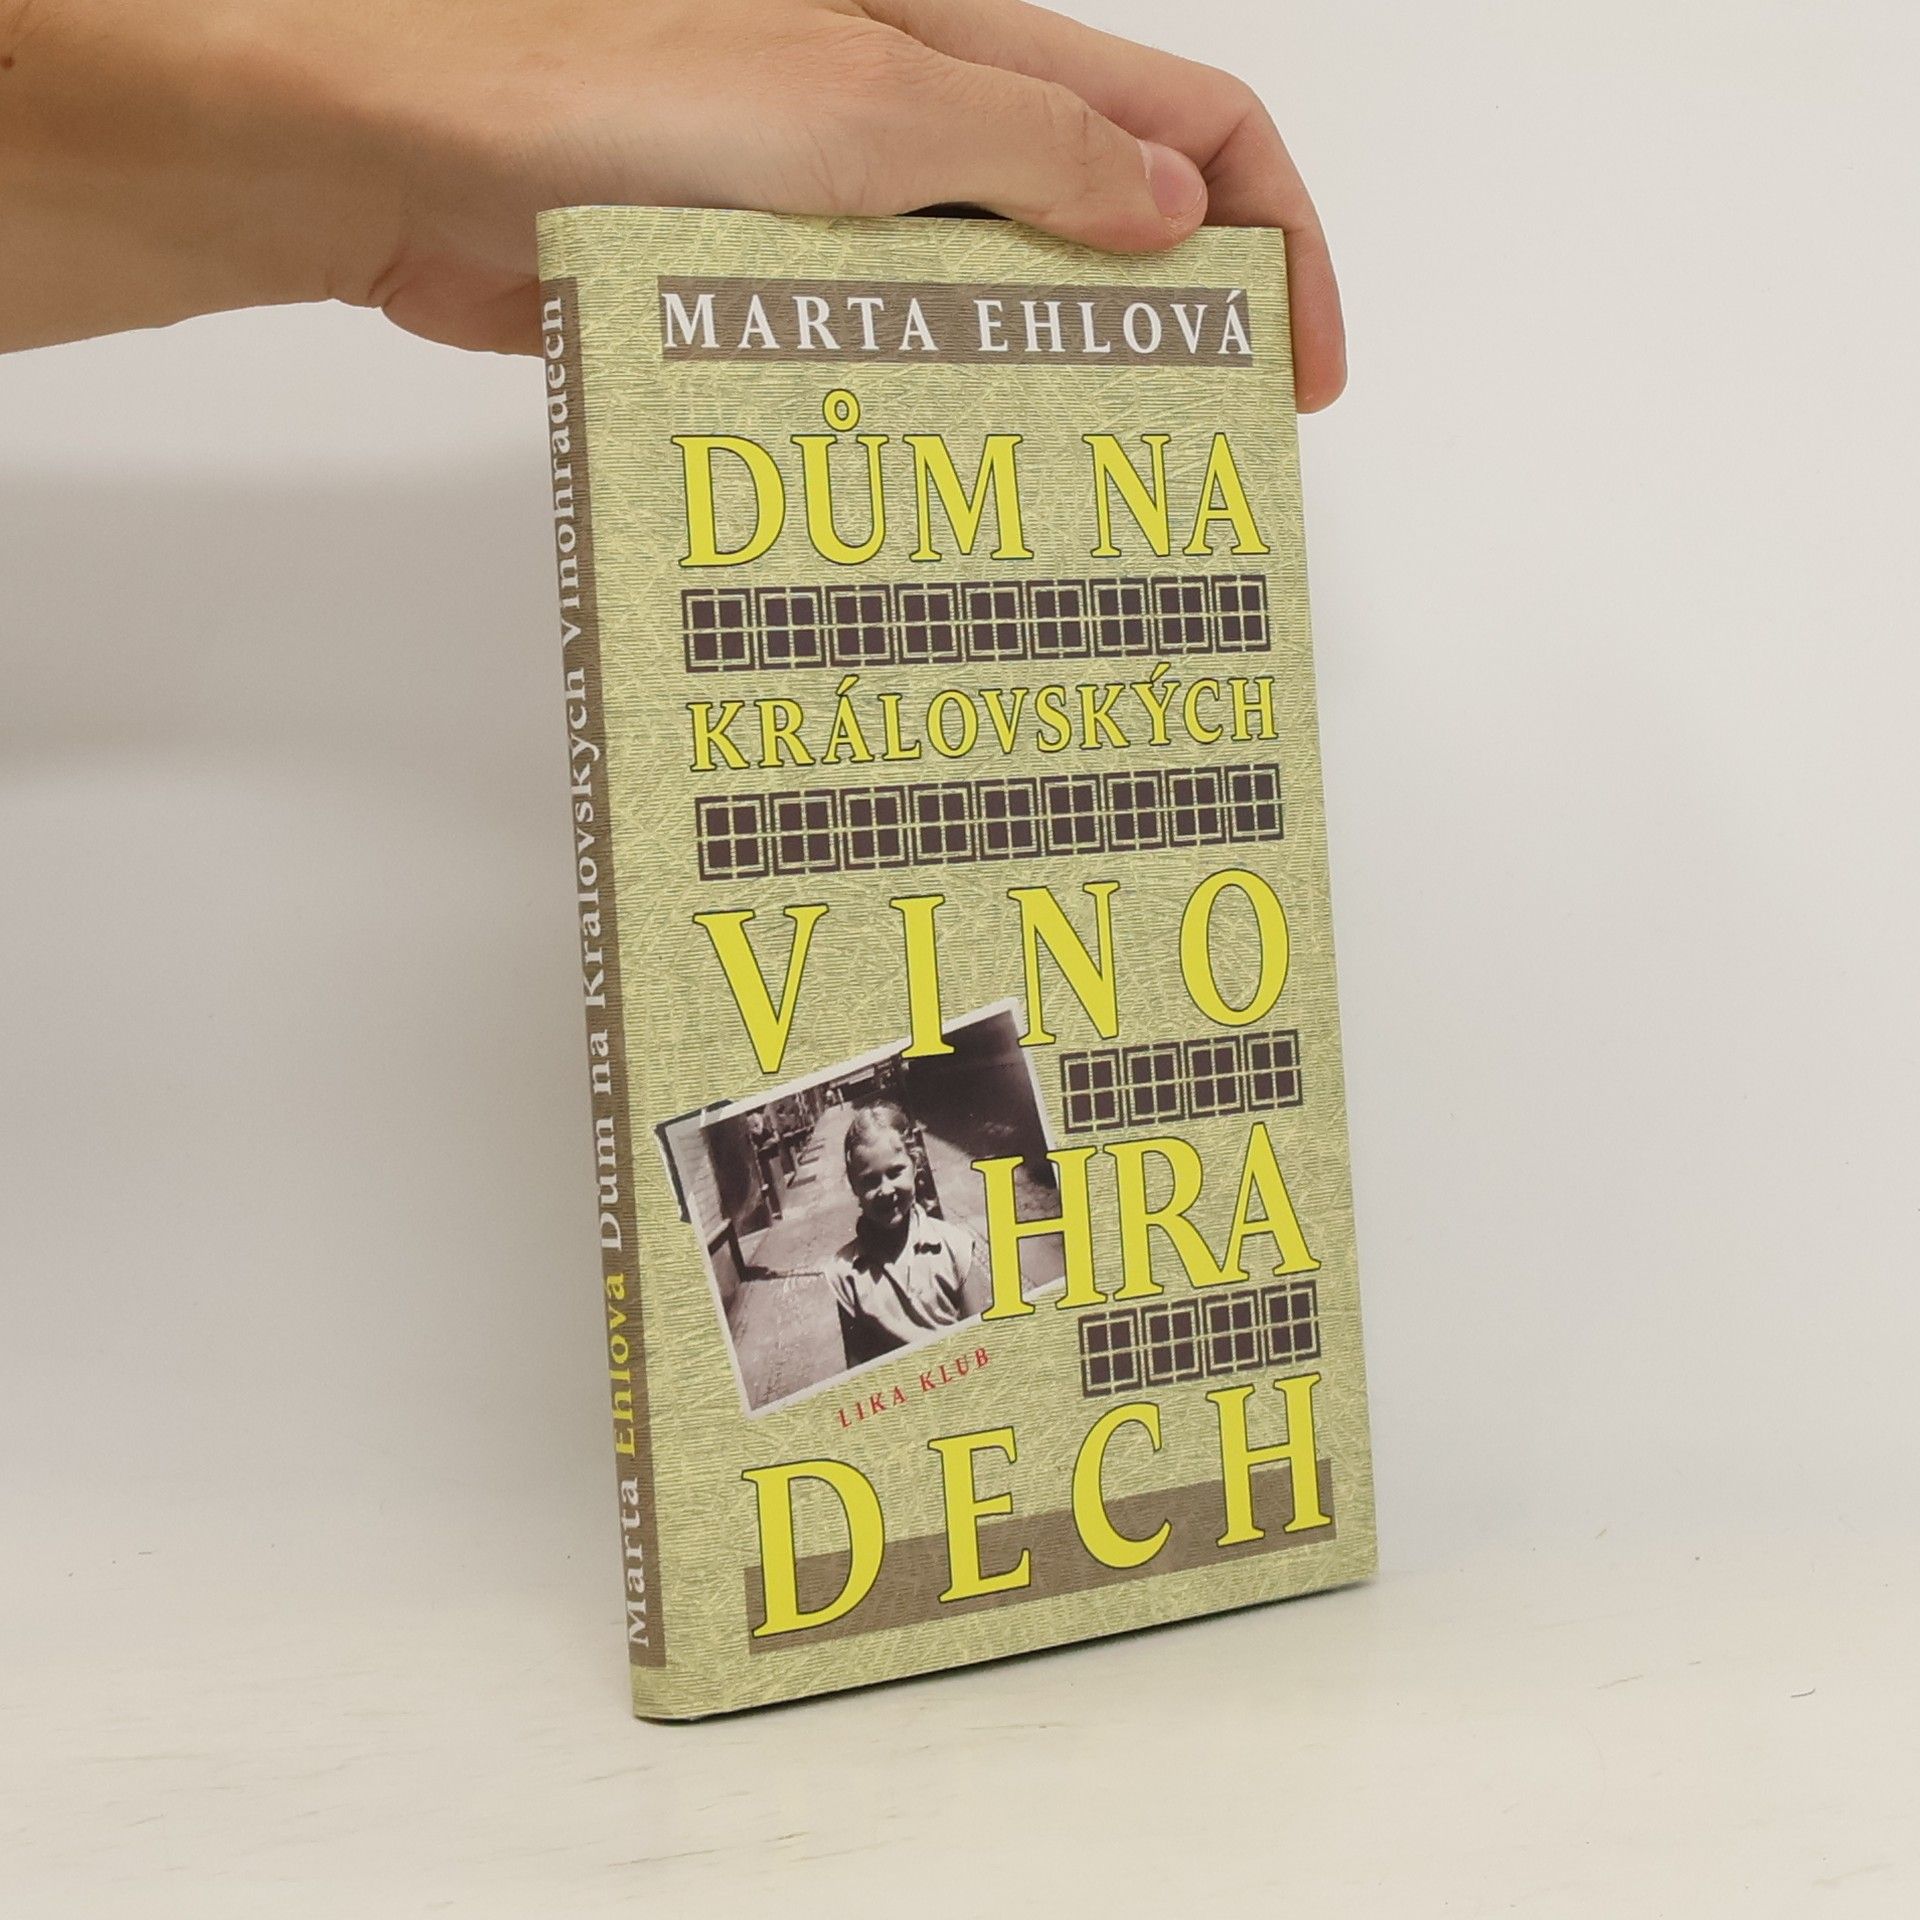 MARTA EHLOVÁ
DŮM NA
KRÁLOVSKÝCH
VINO
HRA
LIKA KLUB
DECH
Marta Ehlová Dům na Královských Vinohradech